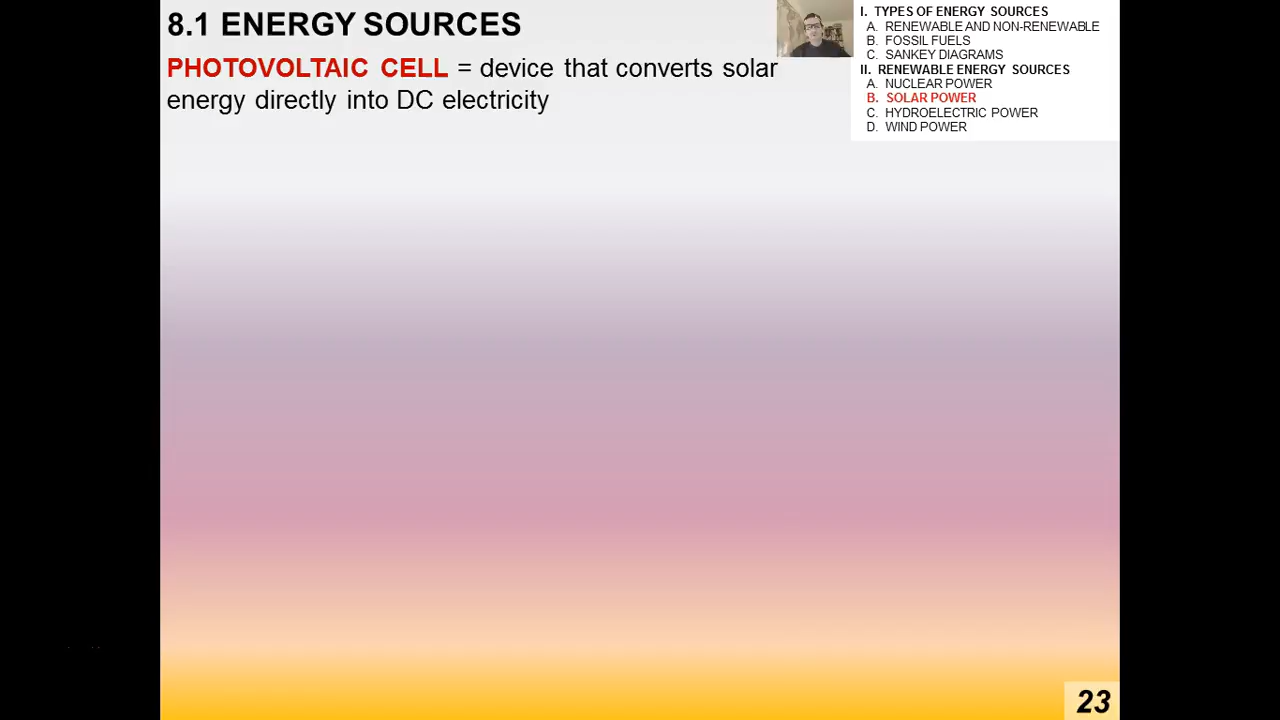 8.1 ENERGY SOURCES
PHOTOVOLTAIC CELL = device that converts solar
energy directly into DC electricity
I. TYPES OF ENERGY SOURCES
A. RENEWABLE AND NON-RENEWABLE
B. FOSSIL FUELS
C. SANKEY DIAGRAMS
II. RENEWABLE ENERGY SOURCES
A. NUCLEAR POWER
B. SOLAR POWER
C. HYDROELECTRIC POWER
D. WIND POWER
23